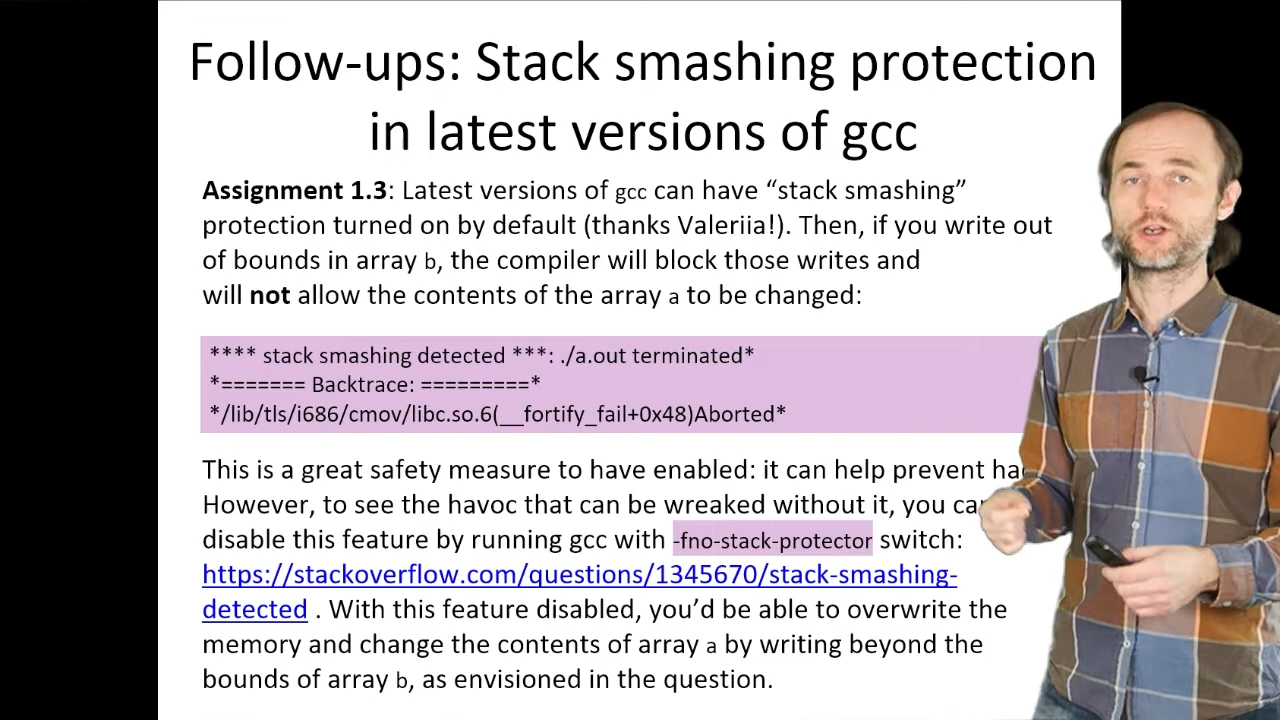 Follow-ups: Stack smashing protection
in latest versions of gcc
Assignment 1.3: Latest versions of gcc can have “stack smashing”
protection turned on by default (thanks Valeriia!). Then, if you write out
of bounds in array b, the compiler will block those writes and
will not allow the contents of the array a to be changed:
**** stack smashing detected ***: ./a.out terminated*
*======= Backtrace: =========*
*/lib/tls/i686/cmov/libc.so.6(__fortify_fail+0x48)Aborted*
This is a great safety measure to have enabled: it can help prevent
However, to see the havoc that can be wreaked without it, you can
disable this feature by running gcc with -fno-stack-protector switch:
https://stackoverflow.com/questions/1345670/stack-smashing-
detected . With this feature disabled, you’d be able to overwrite the
memory and change the contents of array a by writing beyond the
bounds of array b, as envisioned in the question.